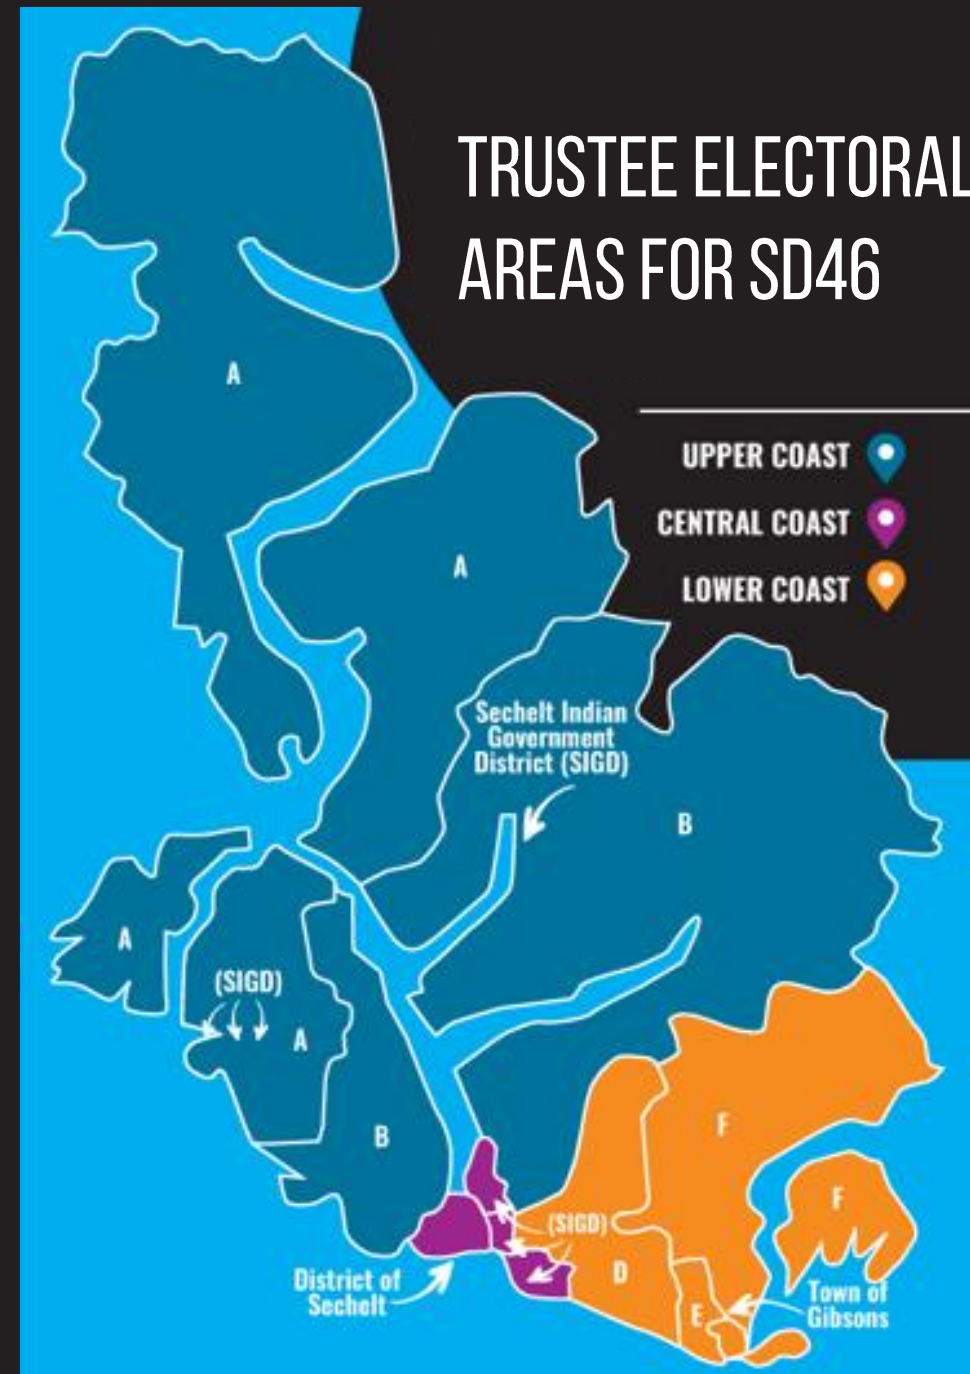 TRUSTEE ELECTORAL
AREAS FOR SD46
UPPER COAST
CENTRAL COAST
LOWER COAST
A
A
Sechelt Indian
Government
District (SIGD)
B
A
(SIGD)
A
B
F
F
(SIGD)
D
District of
Sechelt
E
Town of
Gibsons